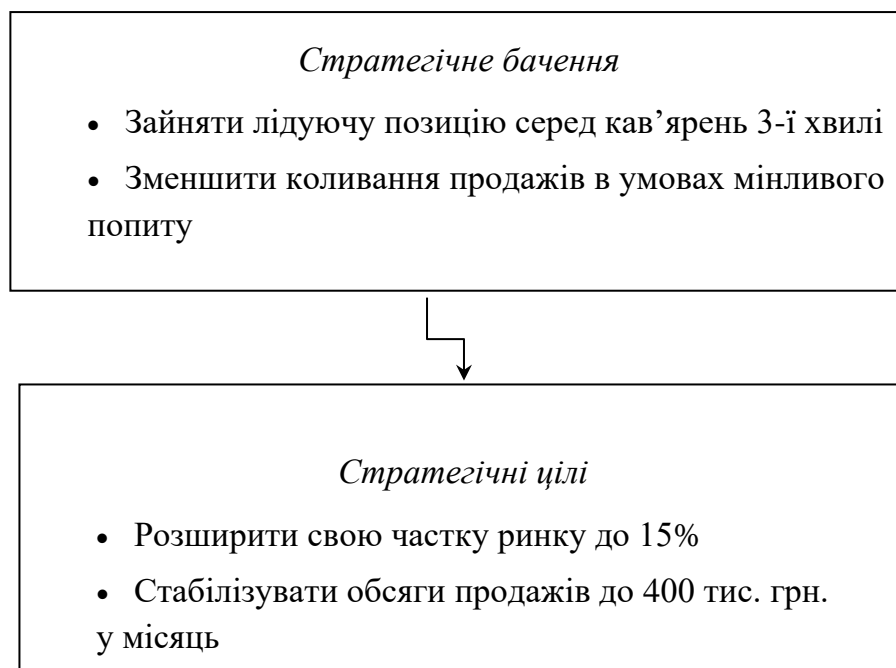 Стратегічне бачення
• Зайняти лідуючу позицію серед кав’ярень 3-ї хвилі
• Зменшити коливання продажів в умовах мінливого
попиту
Стратегічні цілі
• Розширити свою частку ринку до 15%
• Стабілізувати обсяги продажів до 400 тис. грн.
у місяць